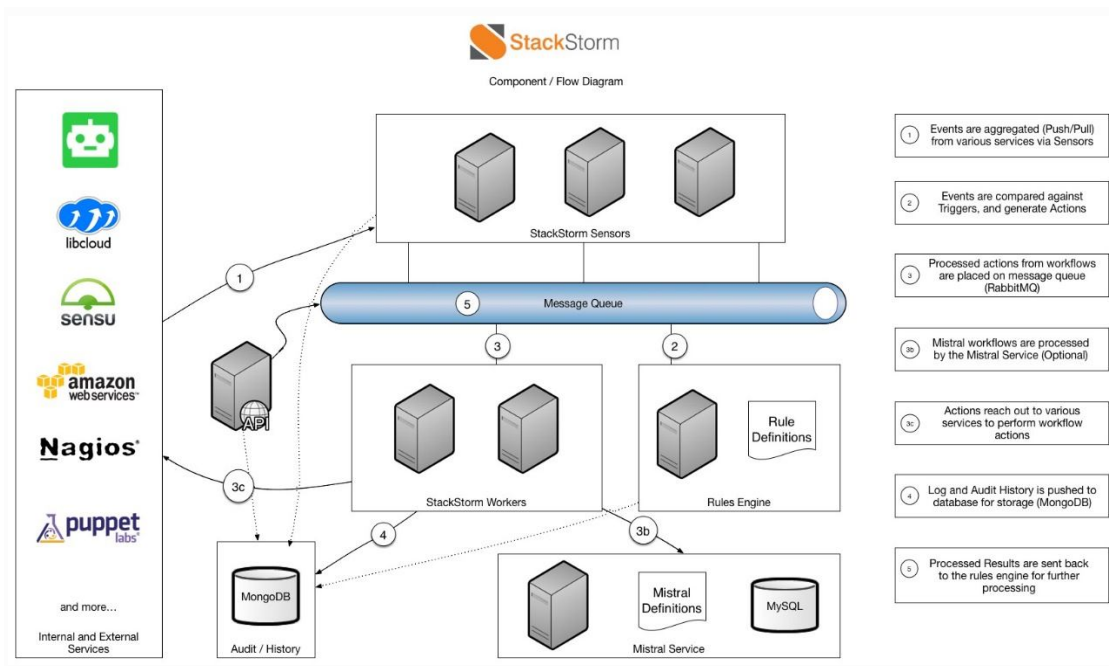 StackStorm
Component / Flow Diagram
libcloud
sensu
amazon
webservices™
Nagios®
puppet
labs®
and more…
Internal and External
Services
StackStorm Sensors
1
5
Message Queue
3
2
API
StackStorm Workers
Rule
Definitions
Rules Engine
3c
4
3b
MongoDB
Audit / History
Mistral
Definitions
MySQL
Mistral Service
1
Events are aggregated (Push/Pull)
from various services via Sensors
2
Events are compared against
Triggers, and generate Actions
3
Processed actions from workflows
are placed on message queue
(RabbitMQ)
3b
Mistral workflows are processed
by the Mistral Service (Optional)
3c
Actions reach out to various
services to perform workflow
actions
4
Log and Audit History is pushed to
database for storage (MongoDB)
5
Processed Results are sent back
to the rules engine for further
processing